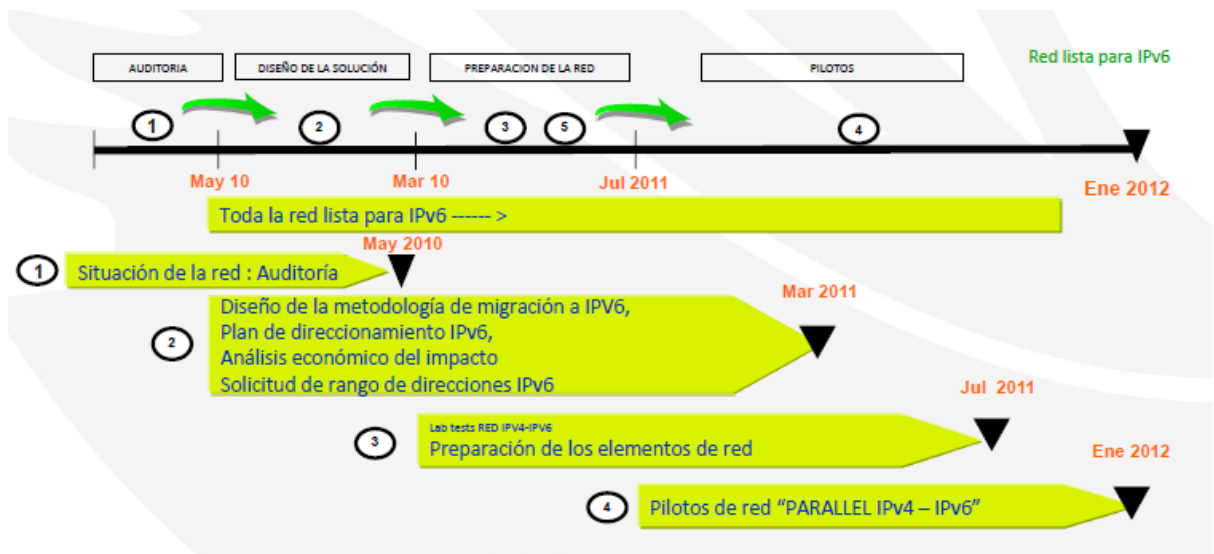 AUDITORIA
DISEÑO DE LA SOLUCIÓN
PREPARACION DE LA RED
PILOTOS
Red lista para IPv6
1
2
3
5
4
May 10
Mar 10
Jul 2011
Ene 2012
Toda la red lista para IPv6 ------ >
May 2010
1
Situación de la red : Auditoría
Mar 2011
2
Diseño de la metodología de migración a IPV6,
Plan de direccionamiento IPv6,
Análisis económico del impacto
Solicitud de rango de direcciones IPv6
Jul 2011
3
Lab tests RED IPV4-IPV6
Preparación de los elementos de red
Ene 2012
4
Pilotos de red “PARALLEL IPv4 – IPv6”